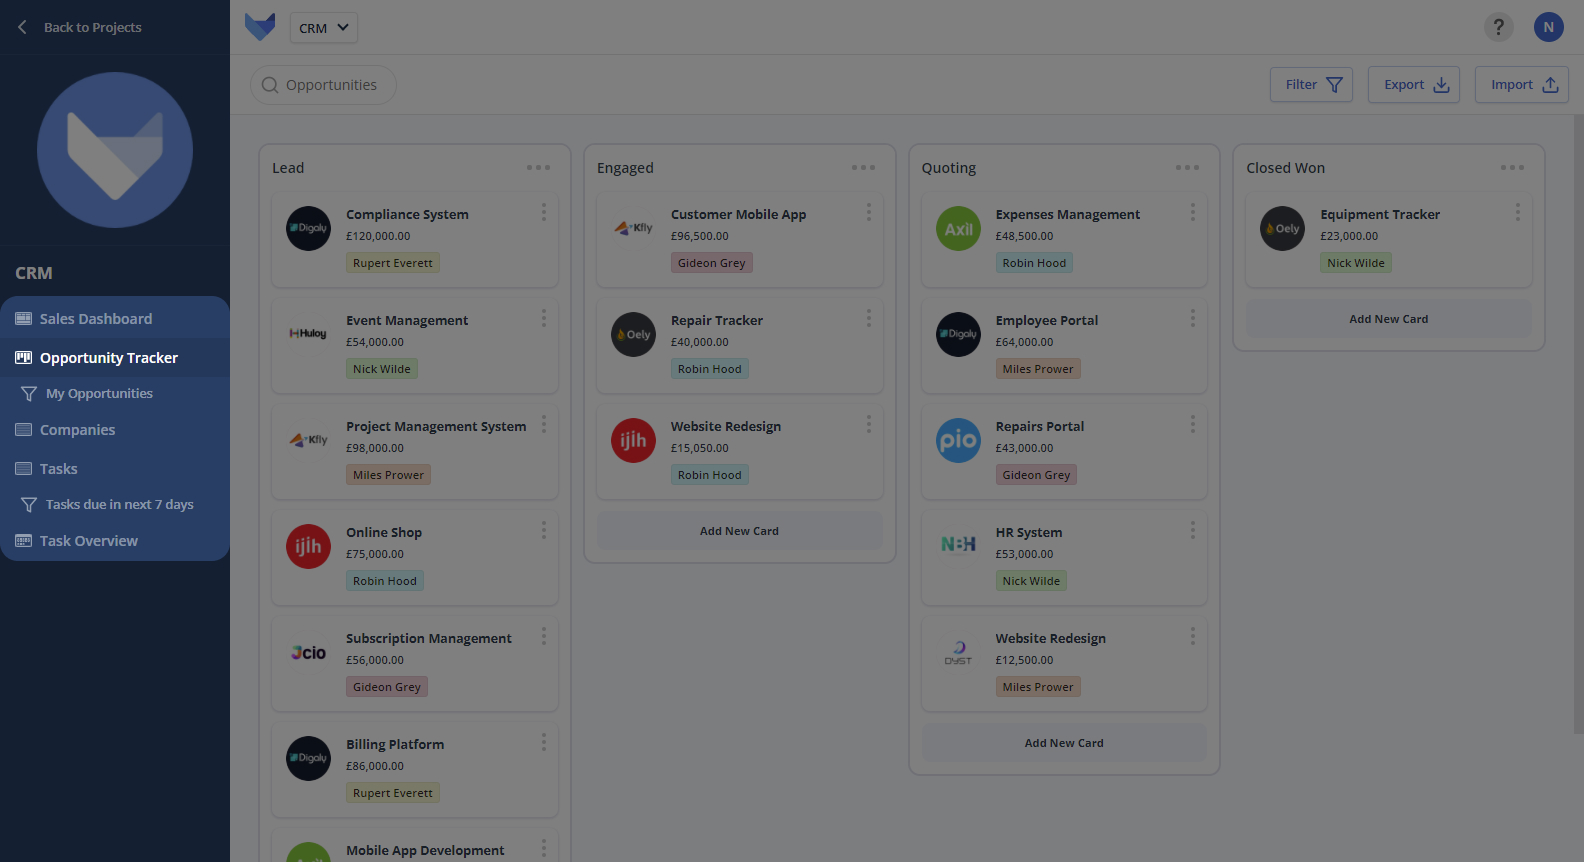 Back to Projects
CRM
Sales Dashboard
Opportunity Tracker
My Opportunities
Companies
Tasks
Tasks due in next 7 days
Task Overview
CRM
?
N
Opportunities
Filter
Export
Import
Lead
Digaly
Compliance System
£120,000.00
Rupert Everett
Huloy
Event Management
£54,000.00
Nick Wilde
Kfly
Project Management System
£98,000.00
Miles Prower
ijih
Online Shop
£75,000.00
Robin Hood
Jcio
Subscription Management
£56,000.00
Gideon Grey
Digaly
Billing Platform
£86,000.00
Rupert Everett
Mobile App Development
Engaged
Kfly
Customer Mobile App
£96,500.00
Gideon Grey
Oely
Repair Tracker
£40,000.00
Robin Hood
ijih
Website Redesign
£15,050.00
Robin Hood
Add New Card
Quoting
Axil
Expenses Management
£48,500.00
Robin Hood
Digaly
Employee Portal
£64,000.00
Miles Prower
pio
Repairs Portal
£43,000.00
Gideon Grey
NBH
HR System
£53,000.00
Nick Wilde
DYST
Website Redesign
£12,500.00
Miles Prower
Add New Card
Closed Won
Oely
Equipment Tracker
£23,000.00
Nick Wilde
Add New Card